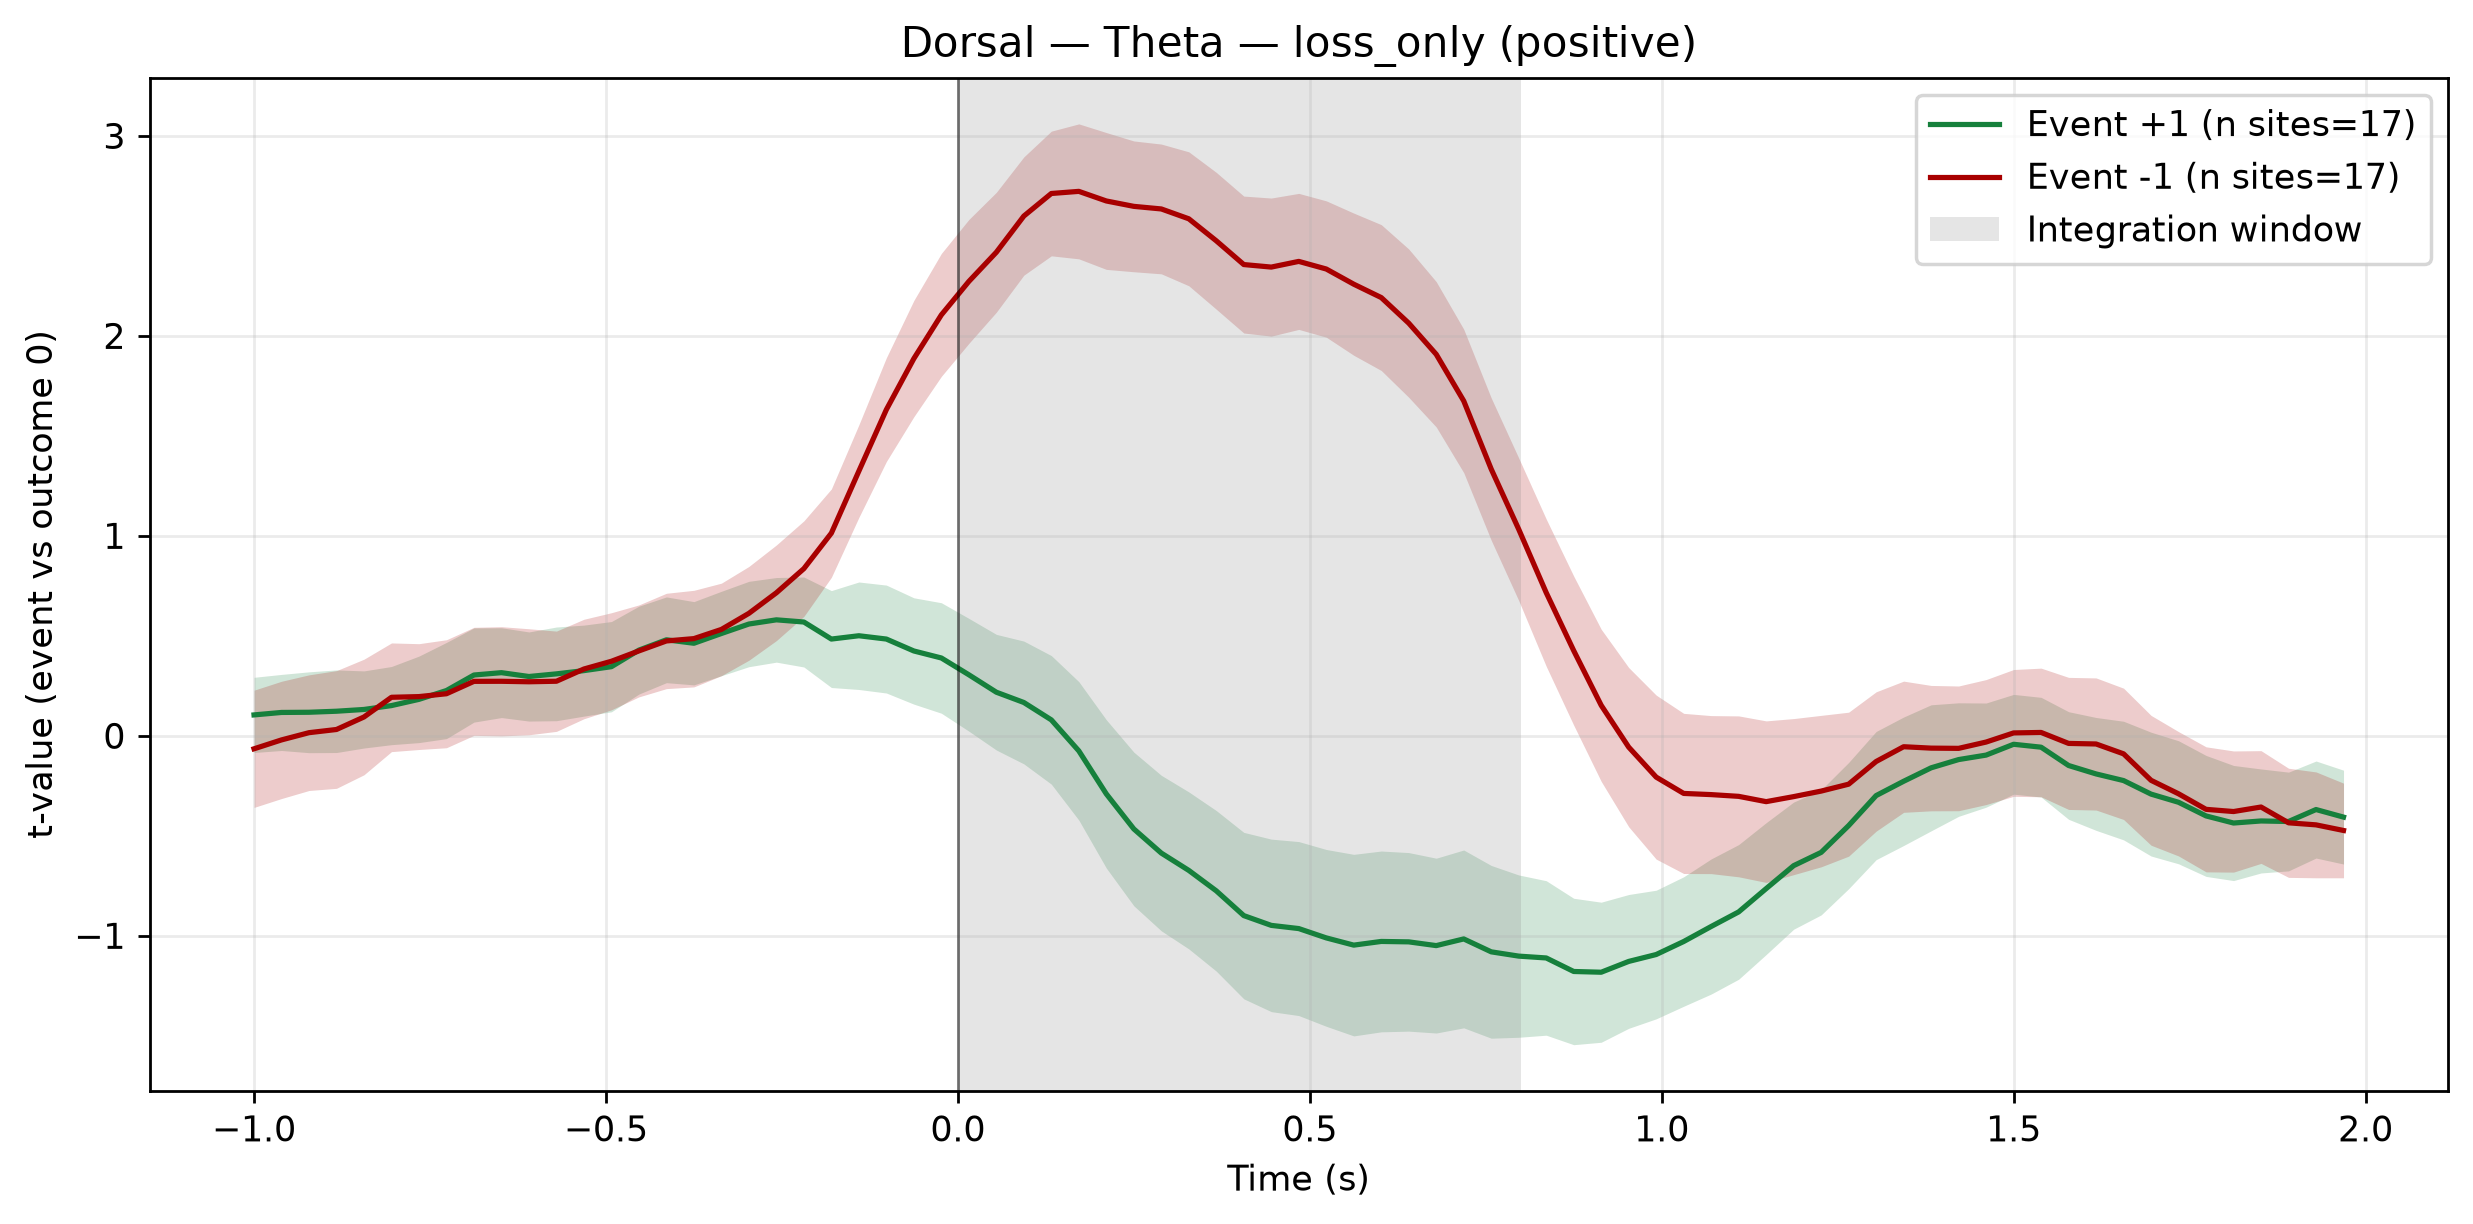 Dorsal — Theta — loss_only (positive)
Event +1 (n sites=17)
Event -1 (n sites=17)
Integration window
t-value (event vs outcome 0)
3
2
1
0
−1
−1.0
−0.5
0.0
0.5
1.0
1.5
2.0
Time (s)